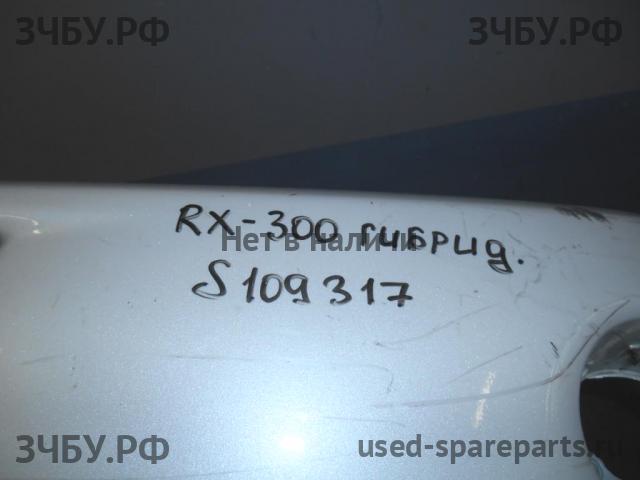 ЗЧБУ.РФ ЗЧБУ.РФ
RX-300 гибрид.
Нет в наличии
S109317
ЗЧБУ.РФ used-spareparts.ru